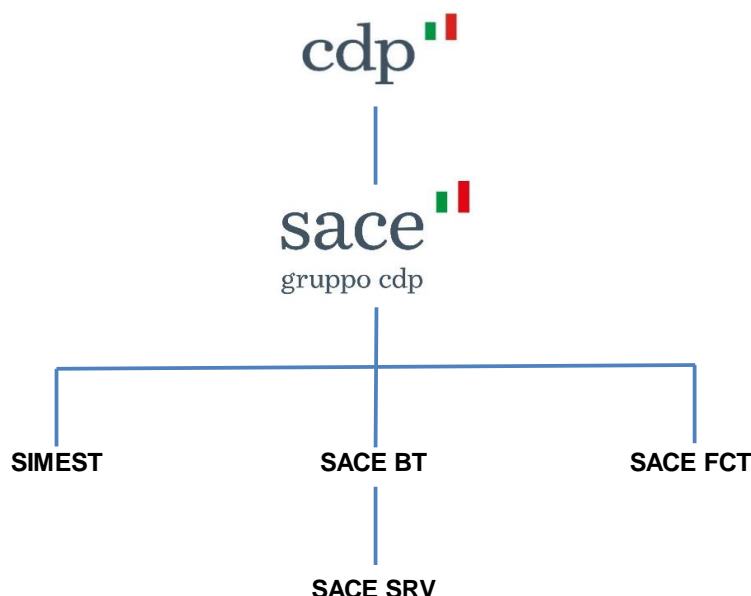 cdp
sace
gruppo cdp
SIMEST SACE BT SACE FCT
SACE SRV